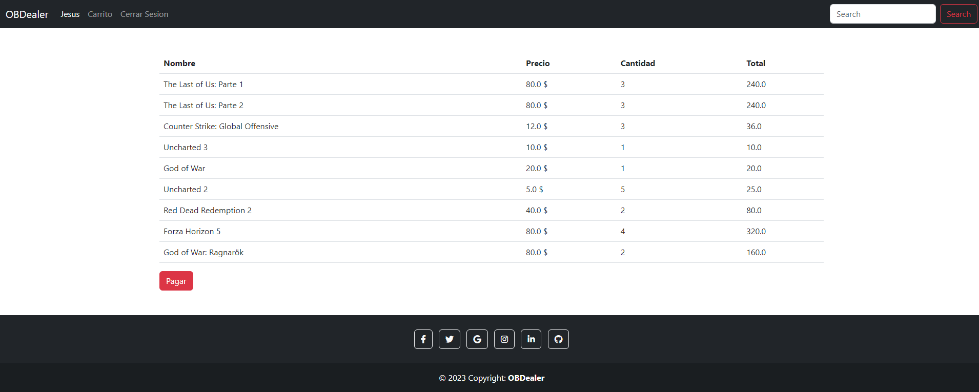 OBDealer Jesus Carrito Cerrar Sesion Search Search
Nombre Precio Cantidad Total
The Last of Us: Parte 1 80.0 $ 3 240.0
The Last of Us: Parte 2 80.0 $ 3 240.0
Counter Strike: Global Offensive 12.0 $ 3 36.0
Uncharted 3 10.0 $ 1 10.0
God of War 20.0 $ 1 20.0
Uncharted 2 5.0 $ 5 25.0
Red Dead Redemption 2 40.0 $ 2 80.0
Forza Horizon 5 80.0 $ 4 320.0
God of War: Ragnarök 80.0 $ 2 160.0
Pagar
© 2023 Copyright: OBDealer